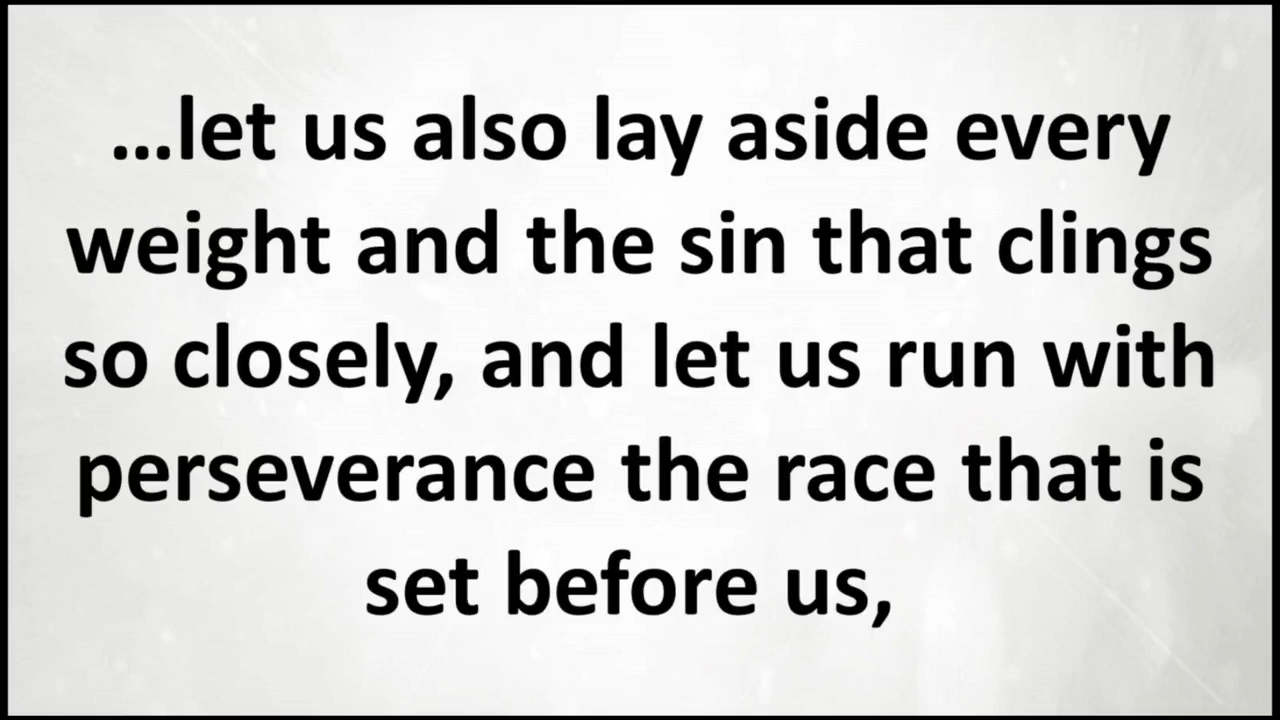 …let us also lay aside every
weight and the sin that clings
so closely, and let us run with
perseverance the race that is
set before us,